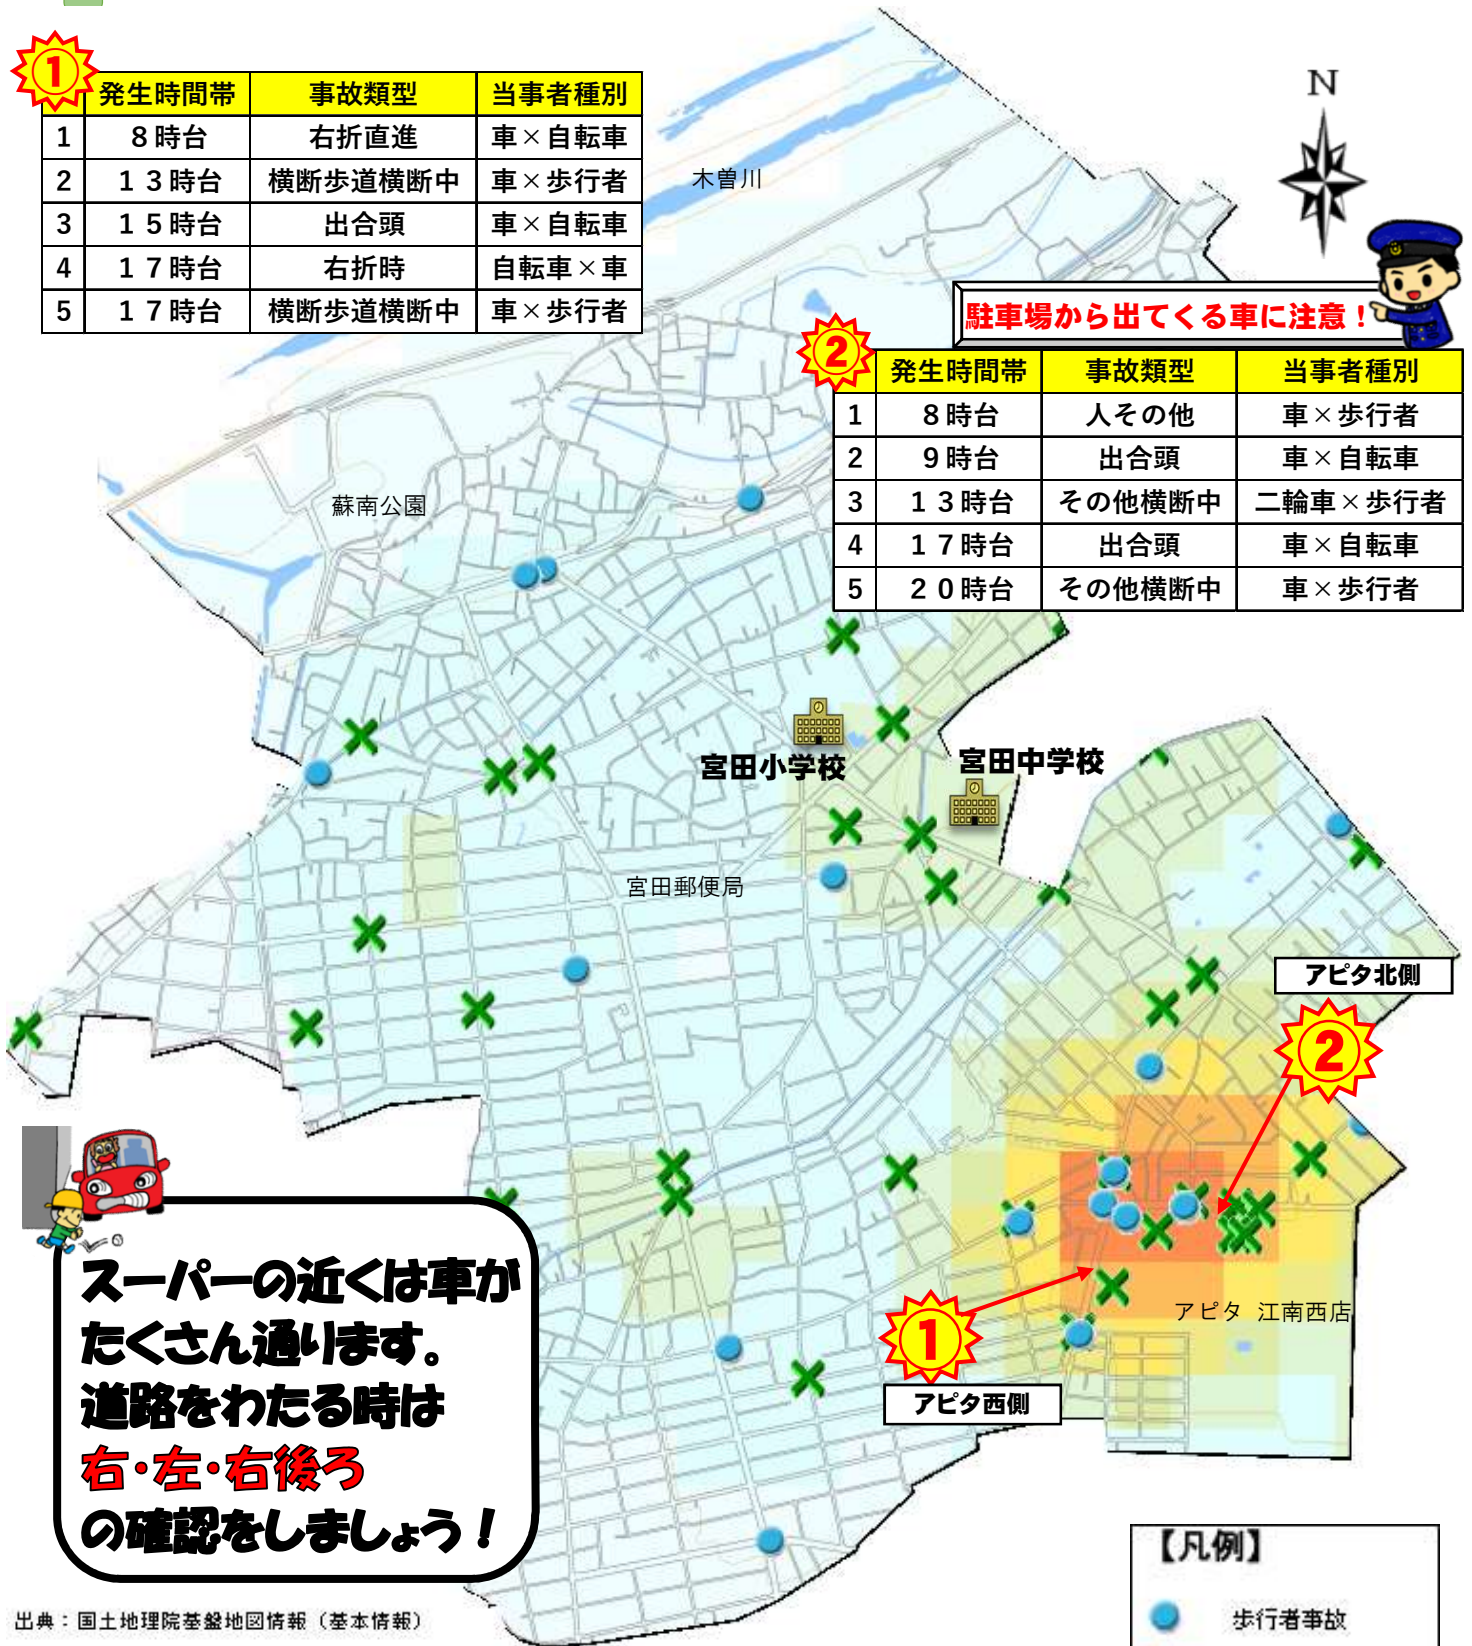 ①
発生時間帯 事故類型 当事者種別
1 8時台 右折直進 車×自転車
2 13時台 横断歩道横断中 車×歩行者
3 15時台 出合頭 車×自転車
4 17時台 右折時 自転車×車
5 17時台 横断歩道横断中 車×歩行者
N
木曽川
駐車場から出てくる車に注意！
②
発生時間帯 事故類型 当事者種別
1 8時台 人その他 車×歩行者
2 9時台 出合頭 車×自転車
3 13時台 その他横断中 二輪車×歩行者
4 17時台 出合頭 車×自転車
5 20時台 その他横断中 車×歩行者
蘇南公園
宮田小学校
宮田中学校
宮田郵便局
アピタ北側
②
アピタ 江南西店
①
アピタ西側
スーパーの近くは車が
たくさん通ります。
道路をわたる時は
右・左・右後ろ
の確認をしましょう！
【凡例】
歩行者事故
出典：国土地理院基盤地図情報（基本情報）